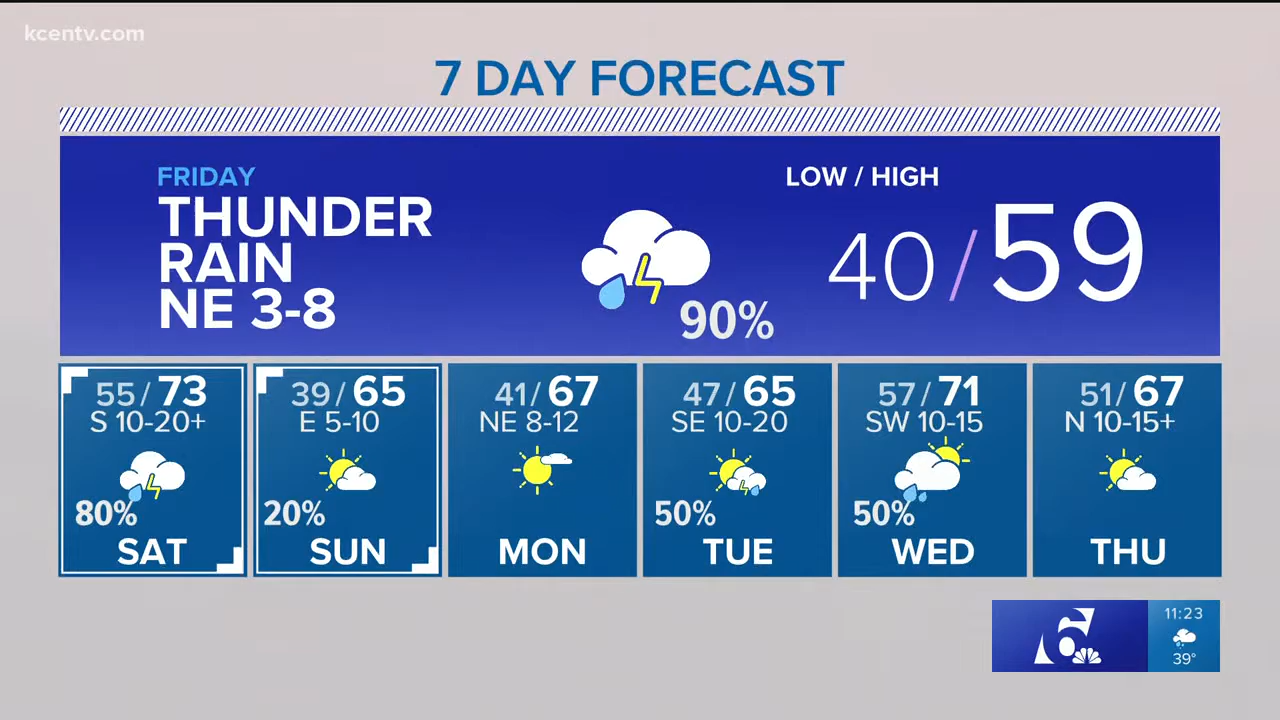 kcentv.com
7 DAY FORECAST
FRIDAY
THUNDER
RAIN
NE 3-8
90%
LOW / HIGH
40/59
55/73
S 10-20+
80%
SAT
39/65
E 5-10
20%
SUN
41/67
NE 8-12
MON
47/65
SE 10-20
50%
TUE
57/71
SW 10-15
50%
WED
51/67
N 10-15+
THU
6
11:23
39°